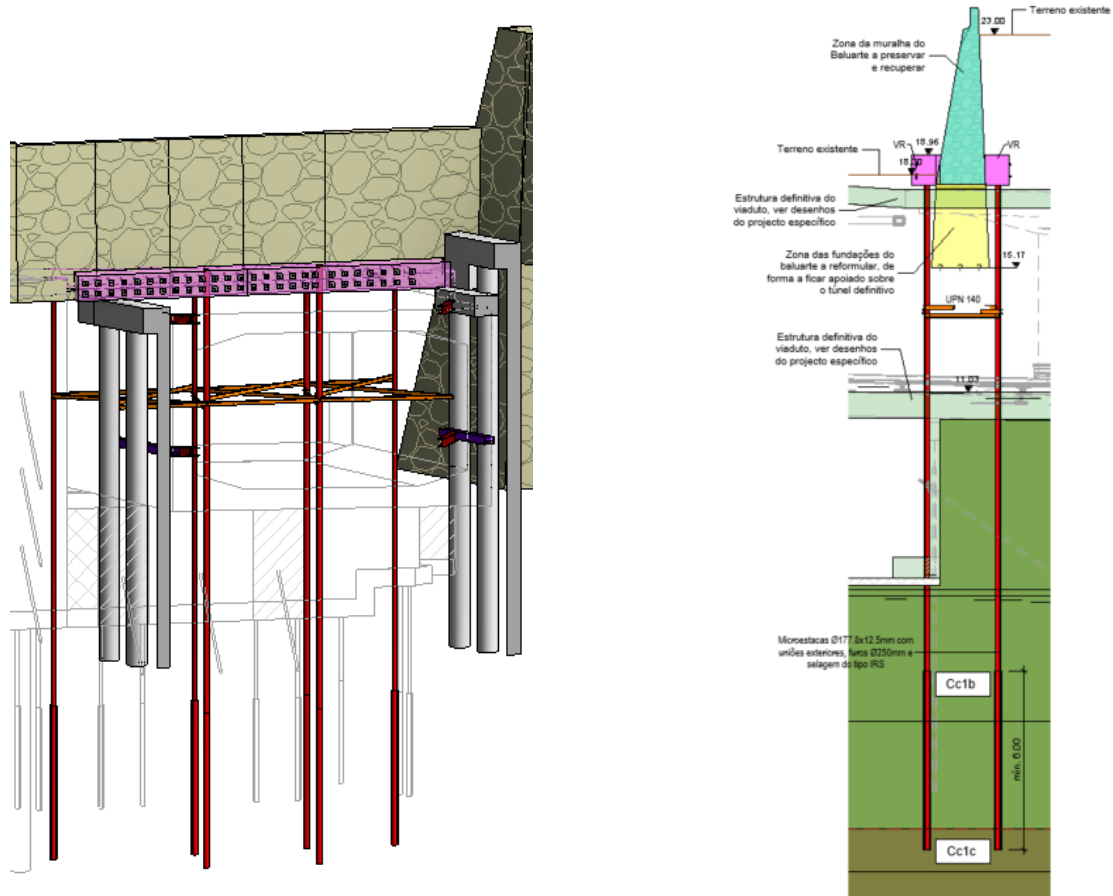 23.00
Terreno existente
Zona da muralha do
Baluarte a preservar
e recuperar
VR
18.96
VR
Terreno existente
Estrutura definitiva do
viaduto, ver desenhos
do projecto específico
Zona das fundações do
baluarte a reformular, de
forma a ficar apoiado sobre
o túnel definitivo
15.17
UPN 140
Estrutura definitiva do
viaduto, ver desenhos
do projecto específico
11.03
Microestacas Ø177.8x12.5mm com
uniões exteriores, furos Ø250mm e
selagem do tipo IRS
Cc1b
mín. 6.00
Cc1c